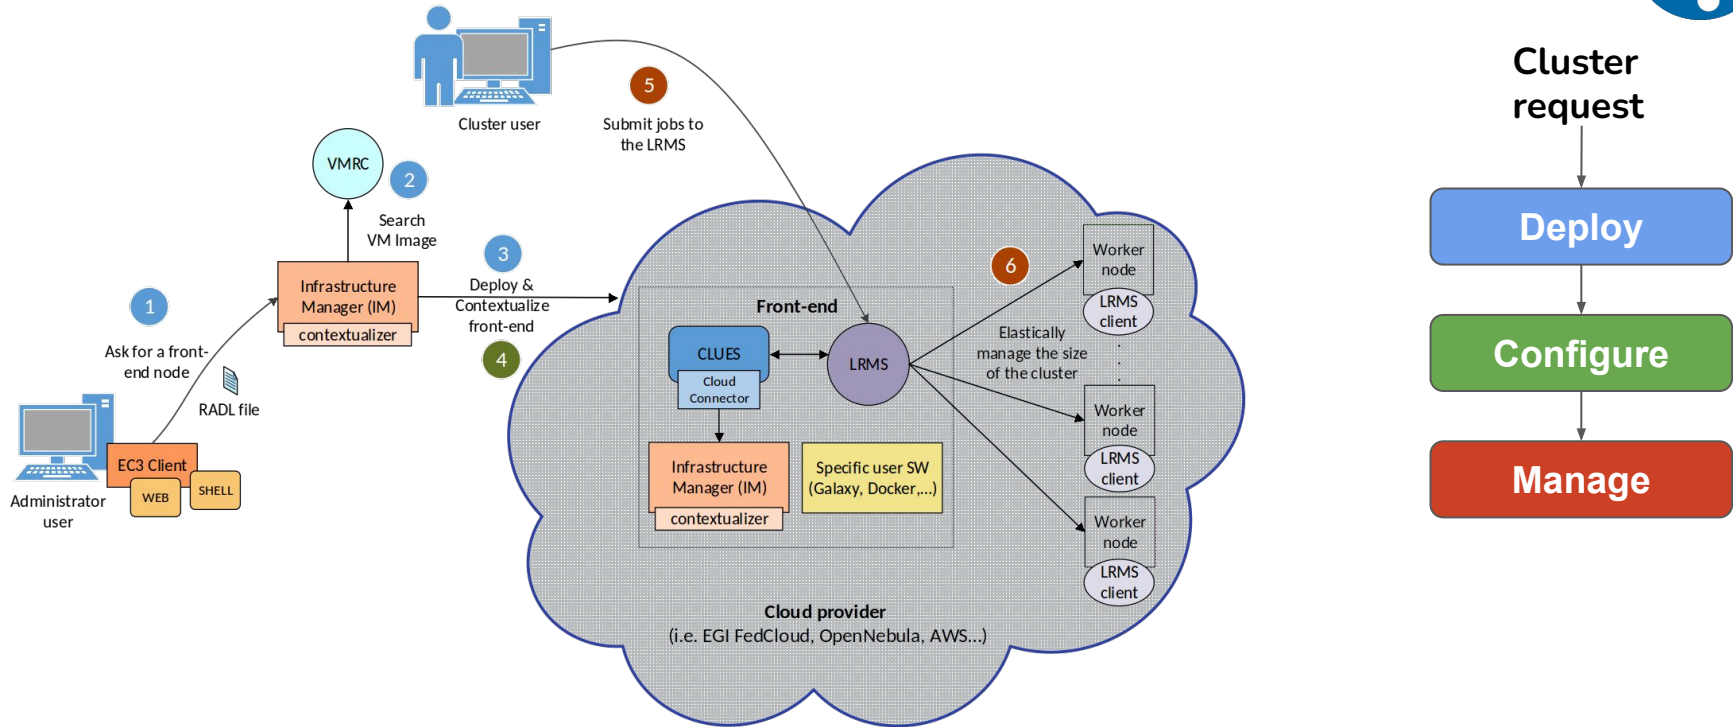 Cluster user
5
Submit jobs to
the LRMS
VMRC
2
Search
VM Image
1
Ask for a front-
end node
RADL file
Infrastructure
Manager (IM)
contextualizer
3
Deploy &
Contextualize
front-end
4
EC3 Client
WEB
SHELL
Administrator
user
Front-end
CLUES
Cloud
Connector
LRMS
Infrastructure
Manager (IM)
contextualizer
Specific user SW
(Galaxy, Docker,...)
6
Elastically
manage the size
of the cluster
Worker
node
LRMS
client
Worker
node
LRMS
client
Worker
node
LRMS
client
Cloud provider
(i.e. EGI FedCloud, OpenNebula, AWS...)
Cluster
request
Deploy
Configure
Manage